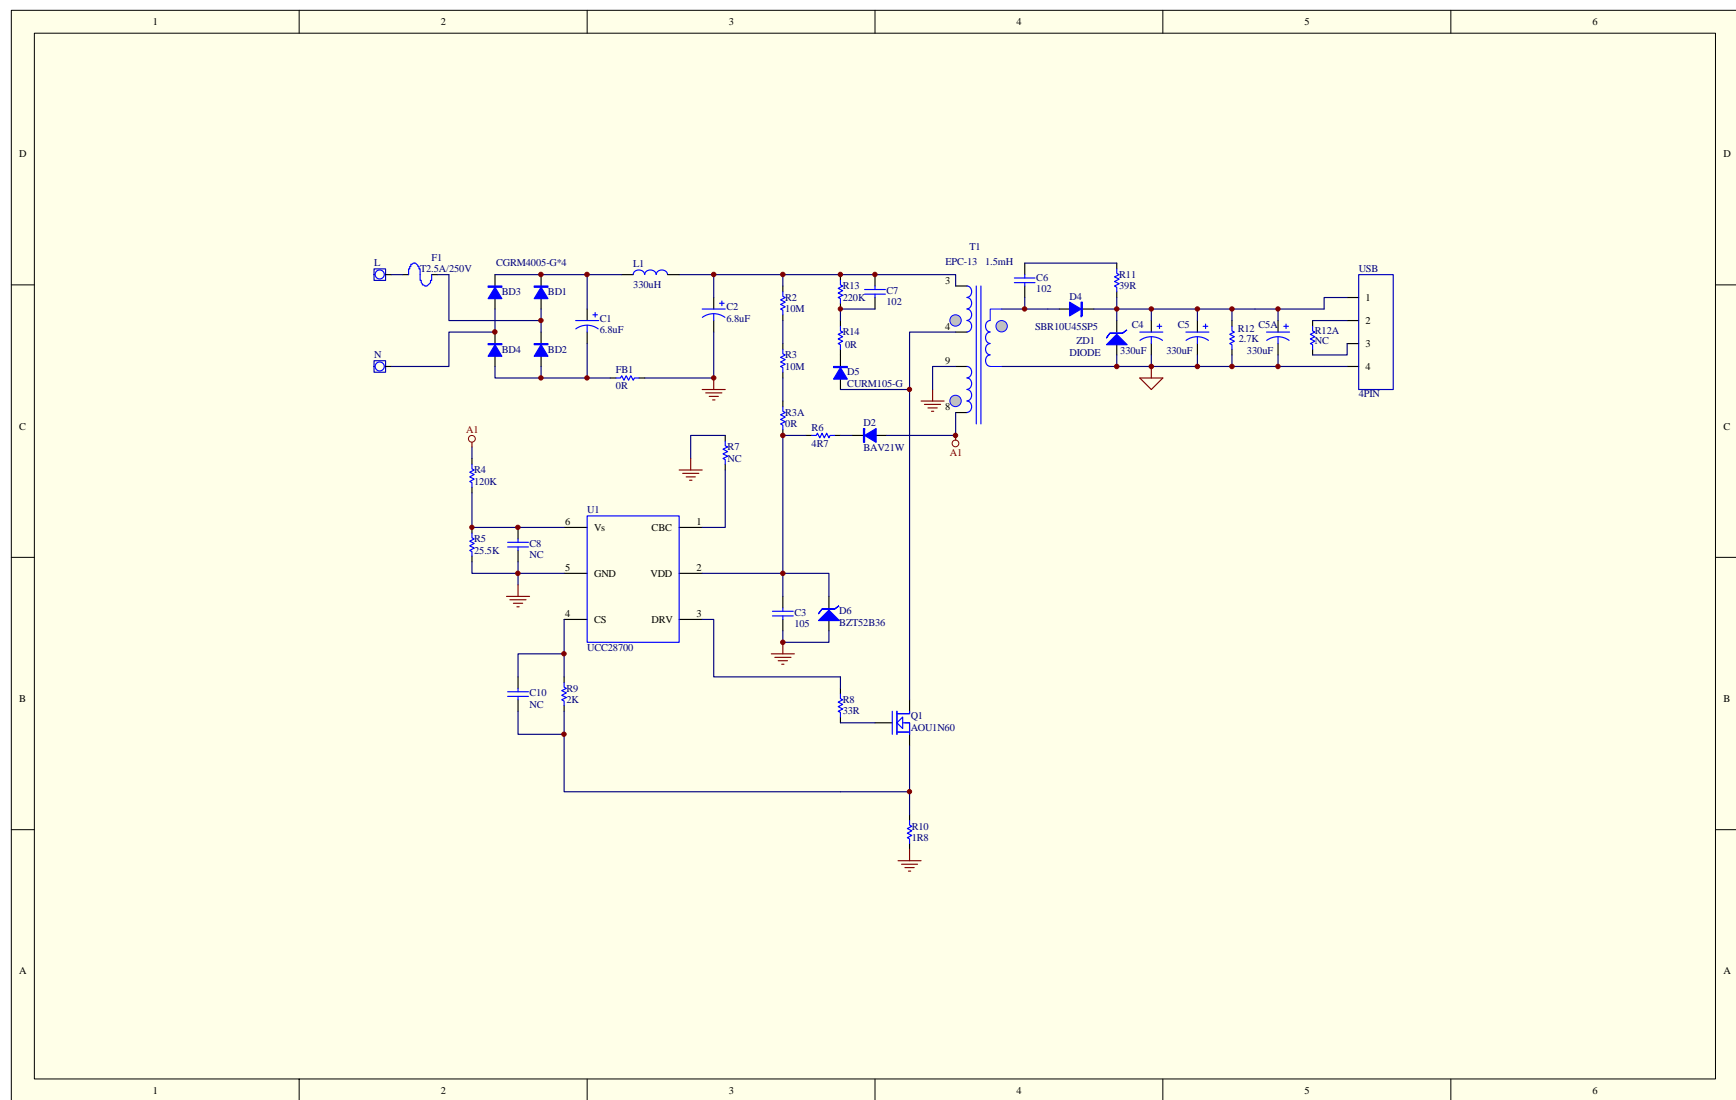 1 2 3 4 5 6
D D
T1
EPC-13 1.5mH
L
F1
T2.5A/250V
CGRM4005-G*4
L1
330uH
BD3
BD1
C1
6.8uF
C2
6.8uF
R2
10M
R13
220K
C7
102
3
4
C6
102
R11
39R
USB
1
2
3
4
4PIN
D4
SBR10U45SP5
ZD1
DIODE
C4
330uF
C5
330uF
R12
2.7K
C5A
330uF
R12A
NC
N
BD4
BD2
FB1
0R
R3
10M
R14
0R
D5
CURM105-G
9
8
R3A
0R
R6
4R7
D2
BAV21W
A1
C C
A1
R4
120K
R7
NC
U1
6 Vs CBC 1
R5
25.5K
C8
NC
5 GND VDD 2
4 CS DRV 3
UCC28700
C3
105
D6
BZT52B36
C10
NC
R9
2K
R8
33R
Q1
AOU1N60
B B
R10
1R8
A A
1 2 3 4 5 6